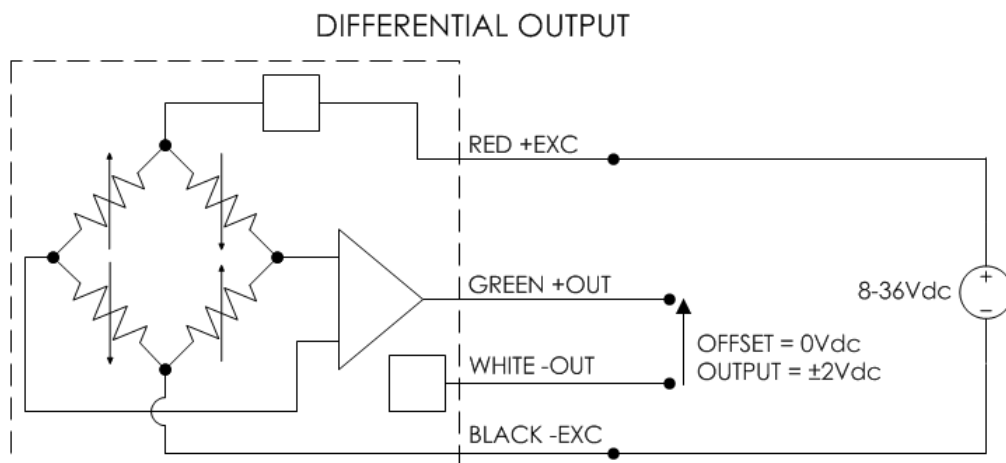 DIFFERENTIAL OUTPUT
RED +EXC
GREEN +OUT
8-36Vdc
+
−
OFFSET = 0Vdc
OUTPUT = ±2Vdc
WHITE -OUT
BLACK -EXC